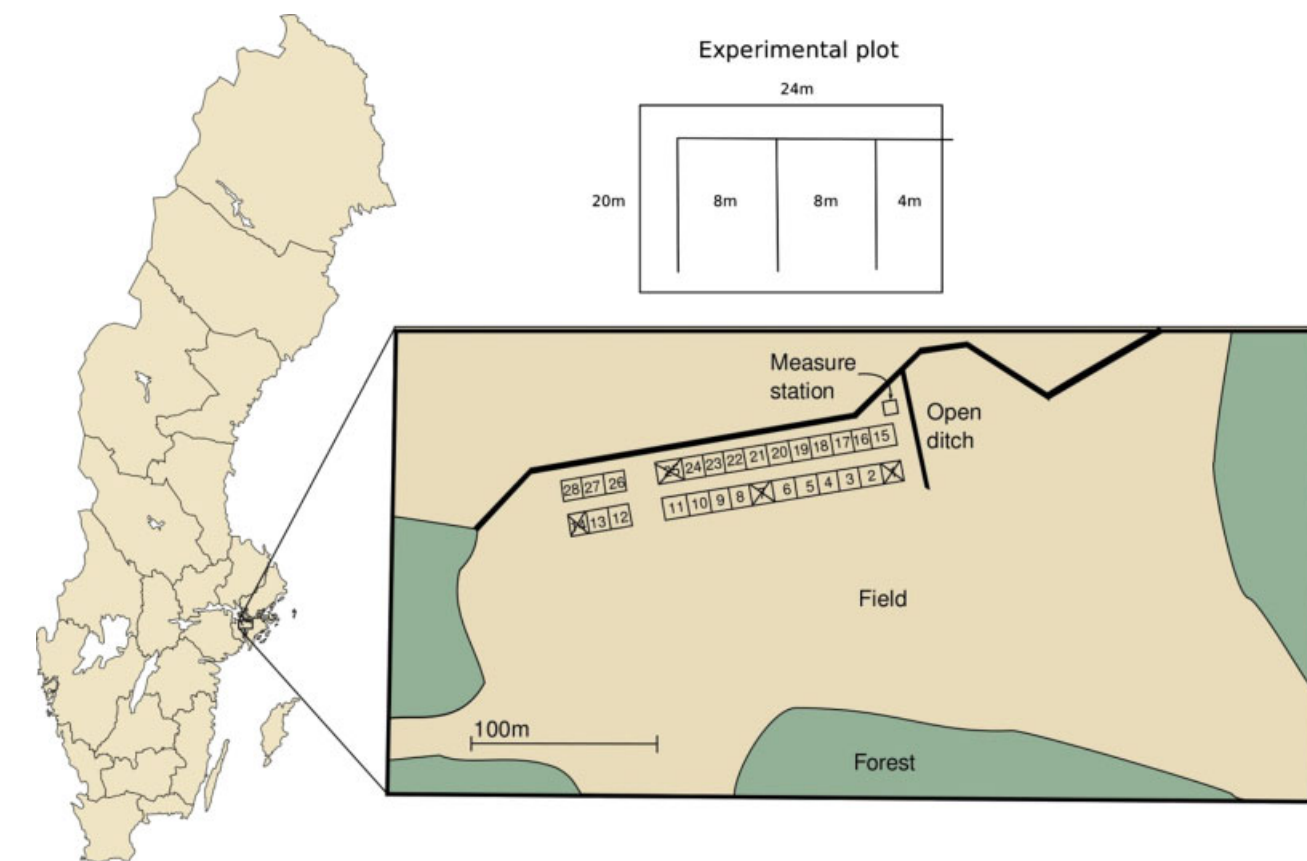 Experimental plot
24m
20m
8m
8m
4m
Measure
station
Open
ditch
28 27 26
25 24 23 22 21 20 19 18 17 16 15
14 13 12
11 10 9 8
6 5 4 3 2
Field
100m
Forest